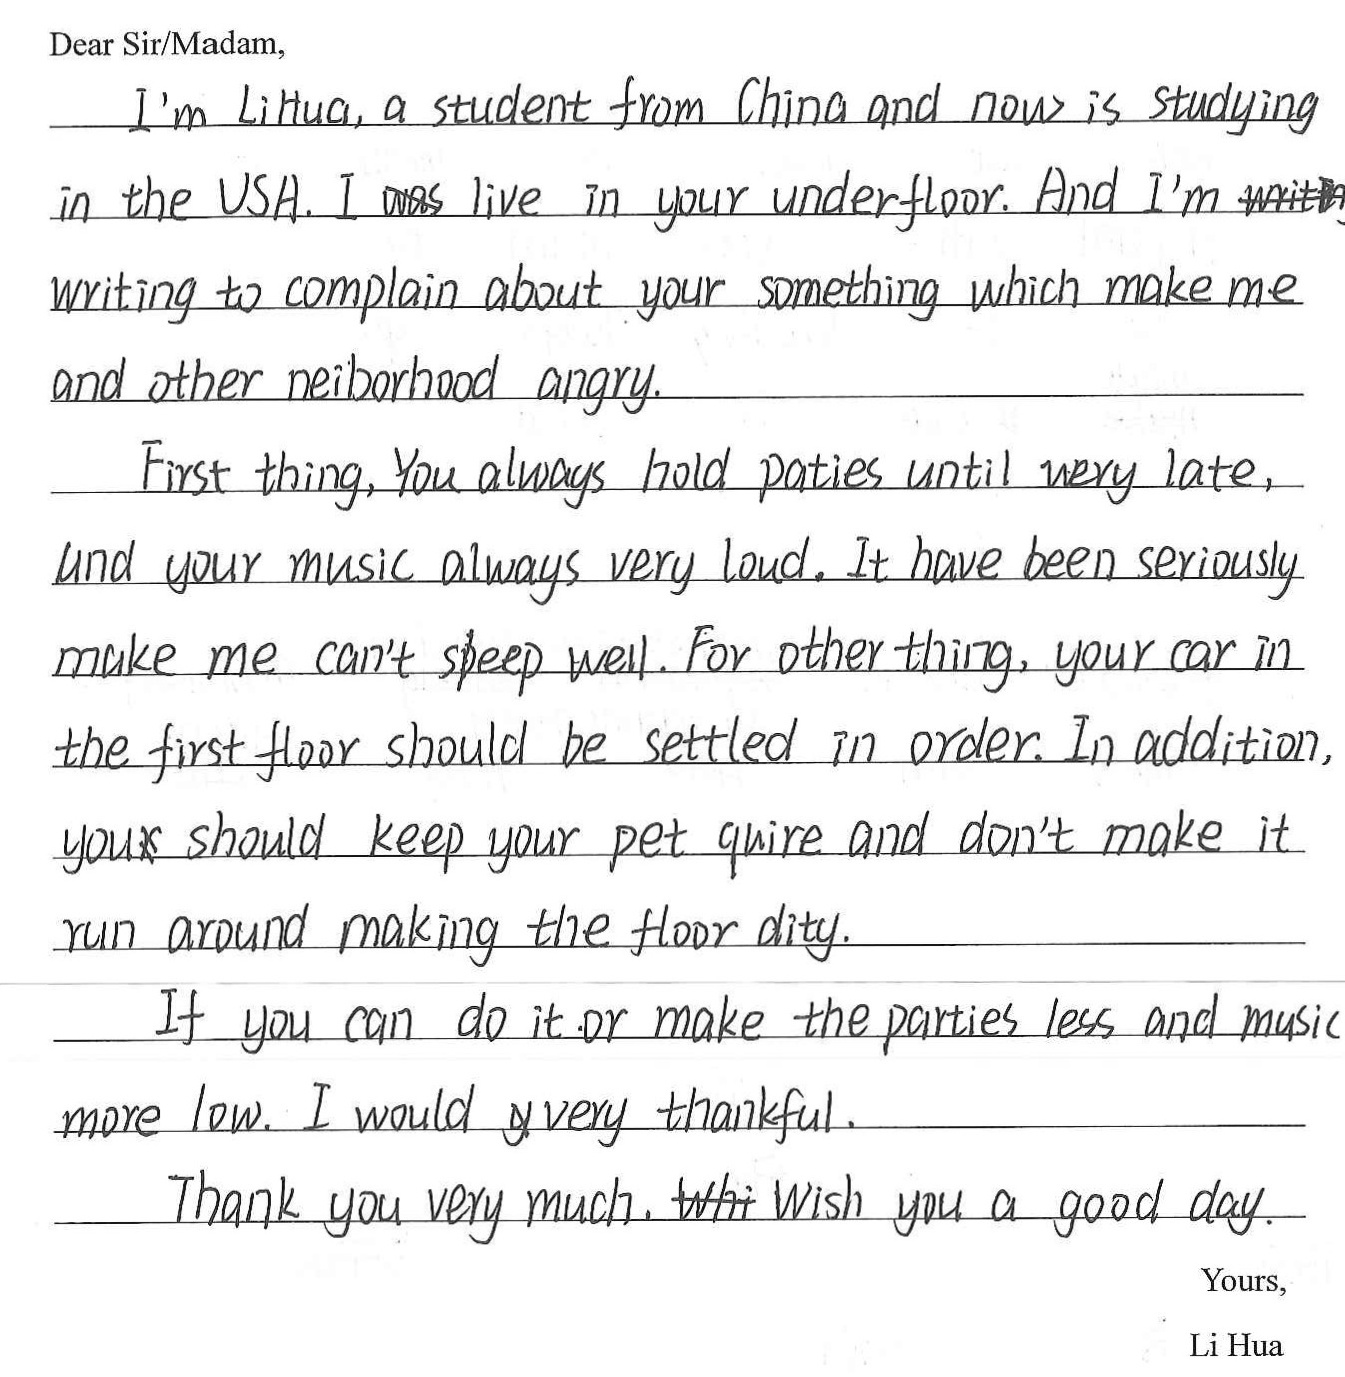 Dear Sir/Madam,
I'm LiHua, a student from China and now is studying
in the USA. I was live in your underfloor. And I'm
writing to complain about your something which make me
and other neiborhood angry.
First thing, You always hold paties until very late,
and your music always very loud. It have been seriously
make me can't speep well. For other thing, your car in
the first floor should be settled in order. In addition,
you should keep your pet quire and don't make it
run around making the floor dity.
If you can do it or make the parties less and music
more low. I would very thankful.
Thank you very much. Wish you a good day.
Yours,
Li Hua